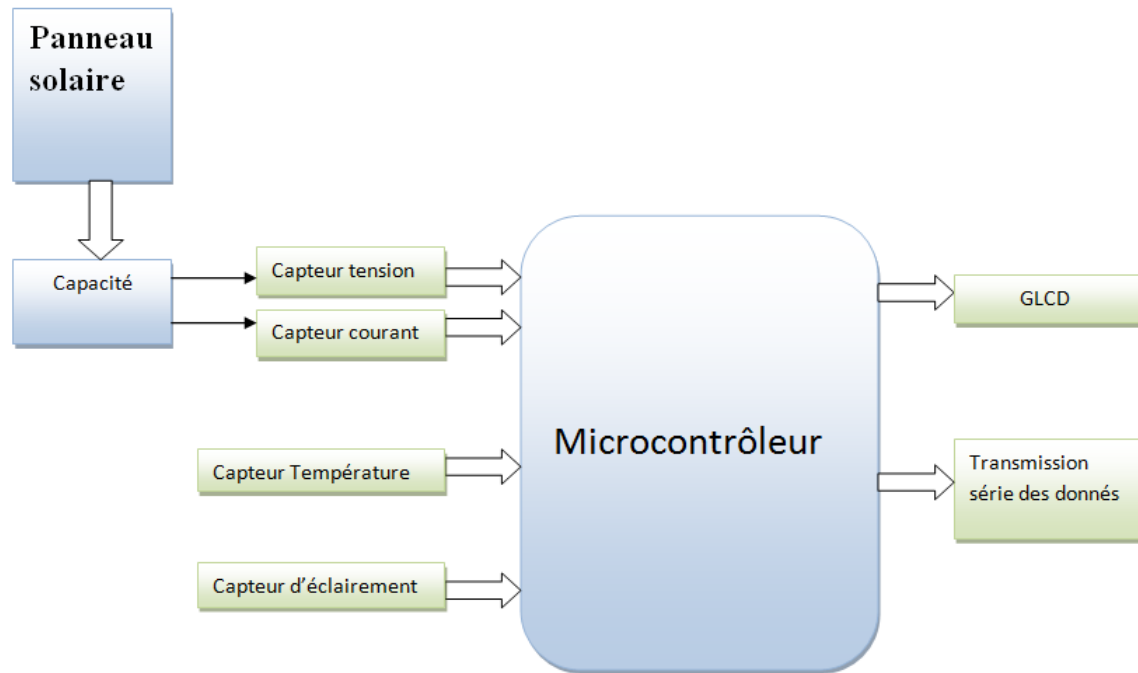 Panneau
solaire
Capacité
Capteur tension
Capteur courant
Capteur Température
Capteur d’éclairement
Microcontrôleur
GLCD
Transmission
série des donnés